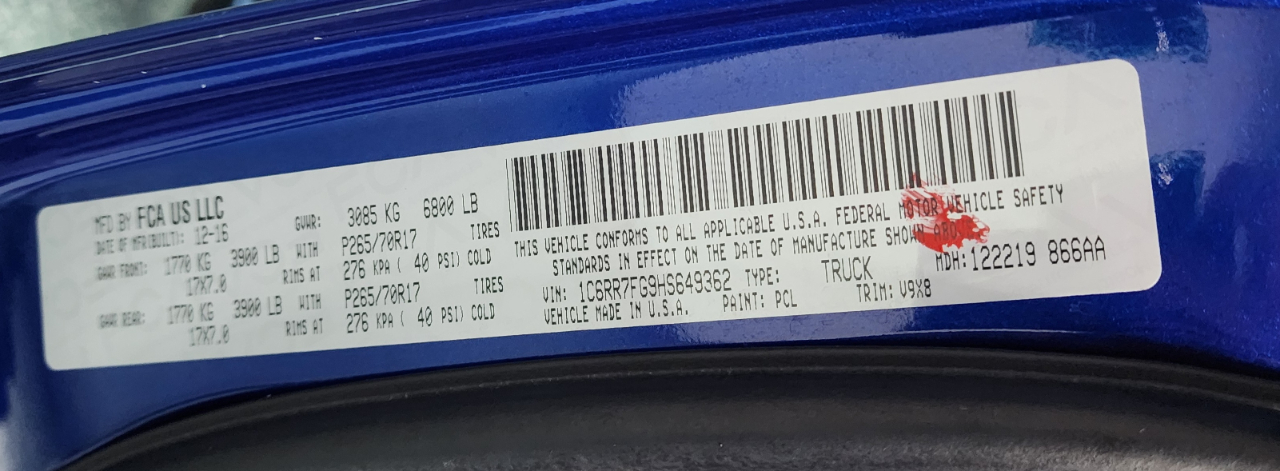 MFD BY FCA US LLC
DATE OF MFR(BUILT): 12-16 GVWR: 3085 KG 6800 LB
GAWR FRONT: 1770 KG 3900 LB WITH P265/70R17 TIRES
17X7.0 RIMS AT 276 KPA ( 40 PSI) COLD
GAWR REAR: 1770 KG 3900 LB WITH P265/70R17 TIRES
17X7.0 RIMS AT 276 KPA ( 40 PSI) COLD
THIS VEHICLE CONFORMS TO ALL APPLICABLE U.S.A. FEDERAL MOTOR VEHICLE SAFETY
STANDARDS IN EFFECT ON THE DATE OF MANUFACTURE SHOWN
MDH:122219 866AA
VIN: 1C6RR7FG9HS649362 TYPE: TRUCK
VEHICLE MADE IN U.S.A. PAINT: PCL TRIM: V9X8